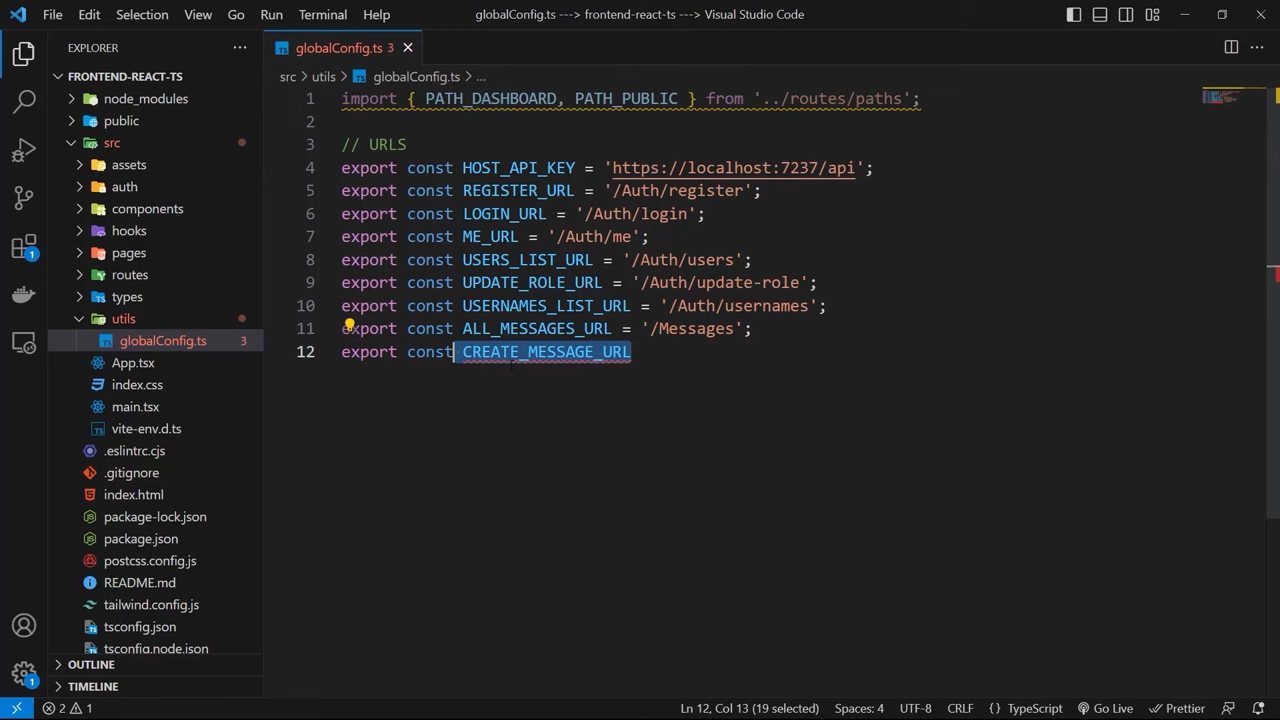 File Edit Selection View Go Run Terminal Help globalConfig.ts ---> frontend-react-ts ---> Visual Studio Code
EXPLORER
globalConfig.ts 3
FRONTEND-REACT-TS
src > utils > globalConfig.ts > ...
node_modules
public
src
assets
auth
components
hooks
pages
routes
types
utils
globalConfig.ts 3
App.tsx
index.css
main.tsx
vite-env.d.ts
.eslintrc.cjs
.gitignore
index.html
package-lock.json
package.json
postcss.config.js
README.md
tailwind.config.js
tsconfig.json
tsconfig.node.json
OUTLINE
TIMELINE
1 import { PATH_DASHBOARD, PATH_PUBLIC } from '../routes/paths';
2
3 // URLS
4 export const HOST_API_KEY = 'https://localhost:7237/api';
5 export const REGISTER_URL = '/Auth/register';
6 export const LOGIN_URL = '/Auth/login';
7 export const ME_URL = '/Auth/me';
8 export const USERS_LIST_URL = '/Auth/users';
9 export const UPDATE_ROLE_URL = '/Auth/update-role';
10 export const USERNAMES_LIST_URL = '/Auth/usernames';
11 export const ALL_MESSAGES_URL = '/Messages';
12 export const CREATE_MESSAGE_URL
1
1
2 1 Ln 12, Col 13 (19 selected) Spaces: 4 UTF-8 CRLF {} TypeScript Go Live Prettier